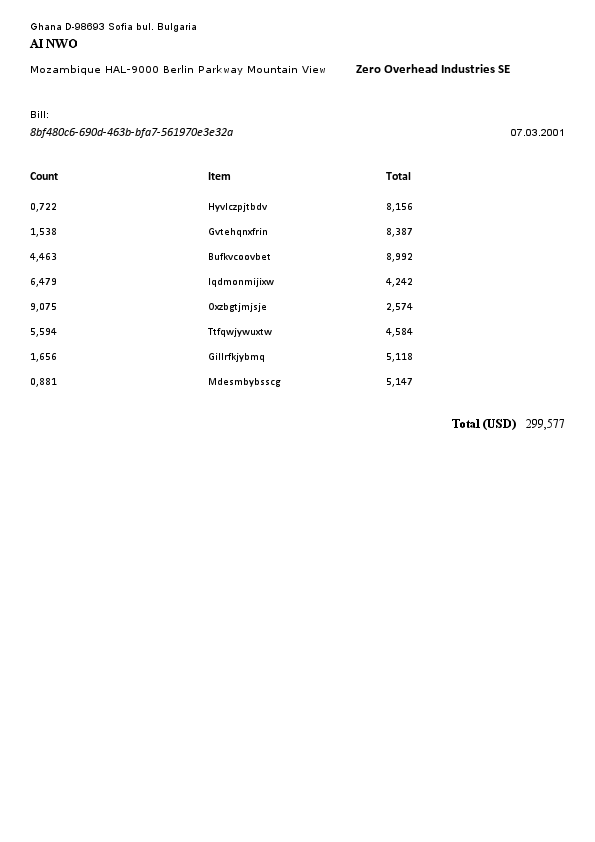 Ghana D-98693 Sofia bul. Bulgaria
AI NWO
Mozambique HAL-9000 Berlin Parkway Mountain View Zero Overhead Industries SE
Bill:
8bf480c6-690d-463b-bfa7-561970e3e32a 07.03.2001
Count Item Total
0,722 Hyvlczpjtbdv 8,156
1,538 Gvtehqnxfrin 8,387
4,463 Bufkvcoovbet 8,992
6,479 Iqdmonmijixw 4,242
9,075 Oxzbgtjmjsje 2,574
5,594 Ttfqwjywuxtw 4,584
1,656 Gillrfkjybmq 5,118
0,881 Mdesmbybsscg 5,147
Total (USD) 299,577